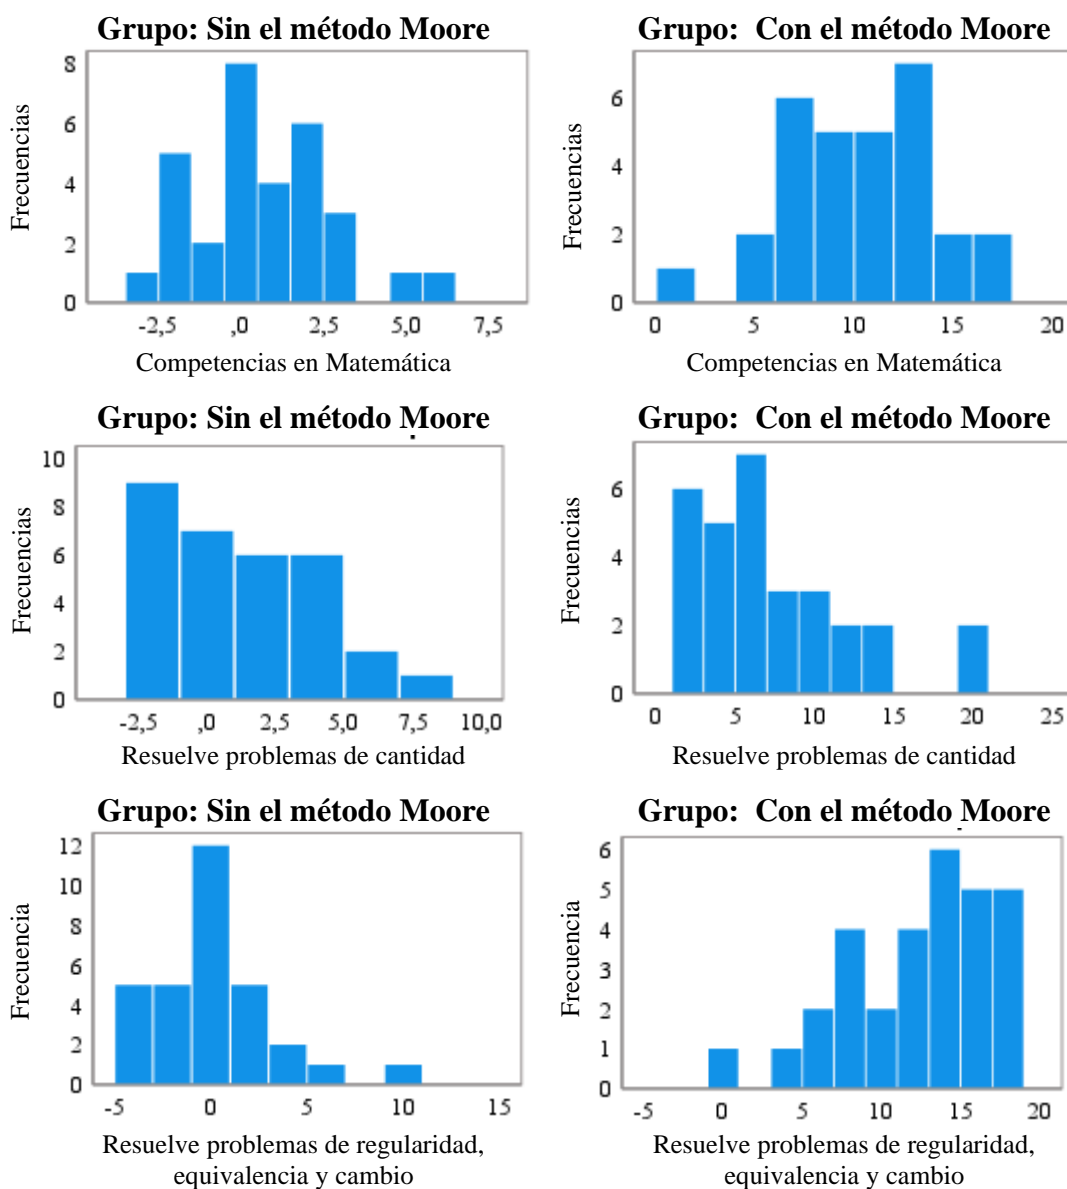 Grupo: Sin el método Moore
Frecuencias
8
6
4
2
0
-2,5 ,0 2,5 5,0 7,5
Competencias en Matemática
Grupo:  Con el método Moore
Frecuencias
6
4
2
0
0 5 10 15 20
Competencias en Matemática
Grupo: Sin el método Moore
Frecuencias
10
8
6
4
2
0
-2,5 ,0 2,5 5,0 7,5 10,0
Resuelve problemas de cantidad
Grupo:  Con el método Moore
Frecuencias
6
4
2
0
0 5 10 15 20 25
Resuelve problemas de cantidad
Grupo: Sin el método Moore
Frecuencia
12
10
8
6
4
2
0
-5 0 5 10 15
Resuelve problemas de regularidad,
equivalencia y cambio
Grupo:  Con el método Moore
Frecuencia
6
5
4
3
2
1
0
-5 0 5 10 15 20
Resuelve problemas de regularidad,
equivalencia y cambio